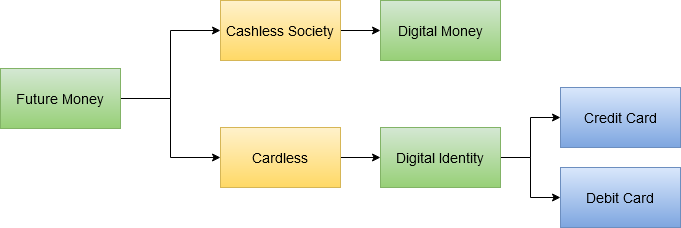 Future Money
Cashless Society
Digital Money
Cardless
Digital Identity
Credit Card
Debit Card